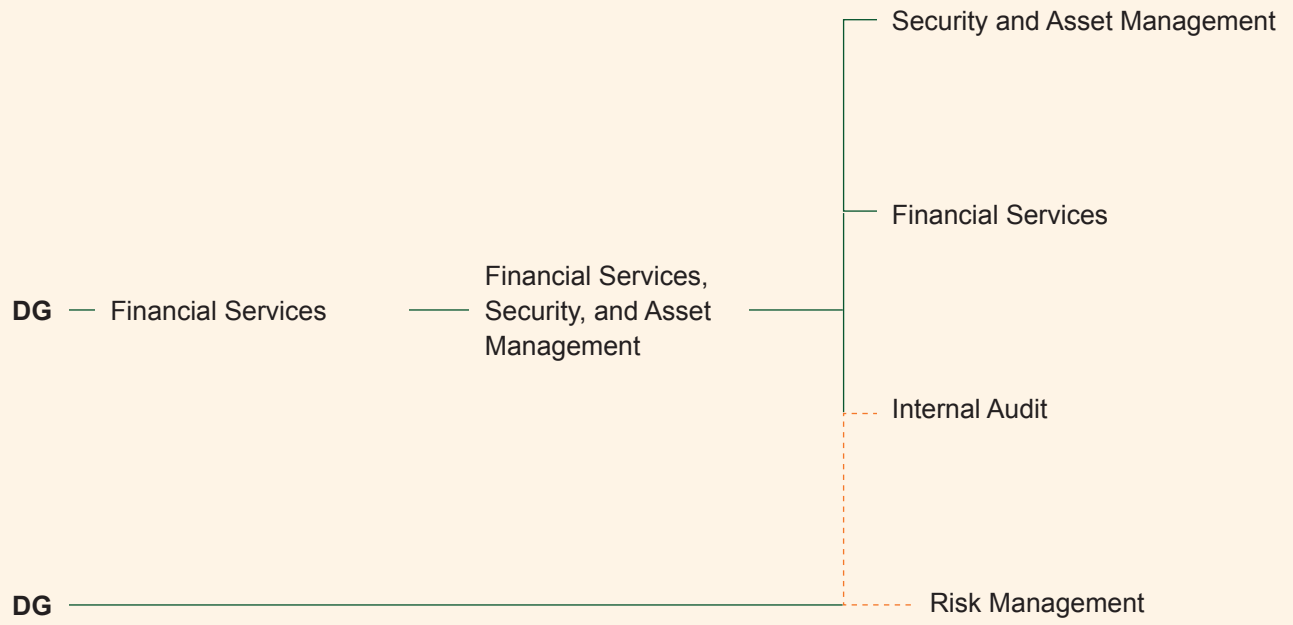 Security and Asset Management
Financial Services
DG
Financial Services
Financial Services,
Security, and Asset
Management
Internal Audit
DG
Risk Management